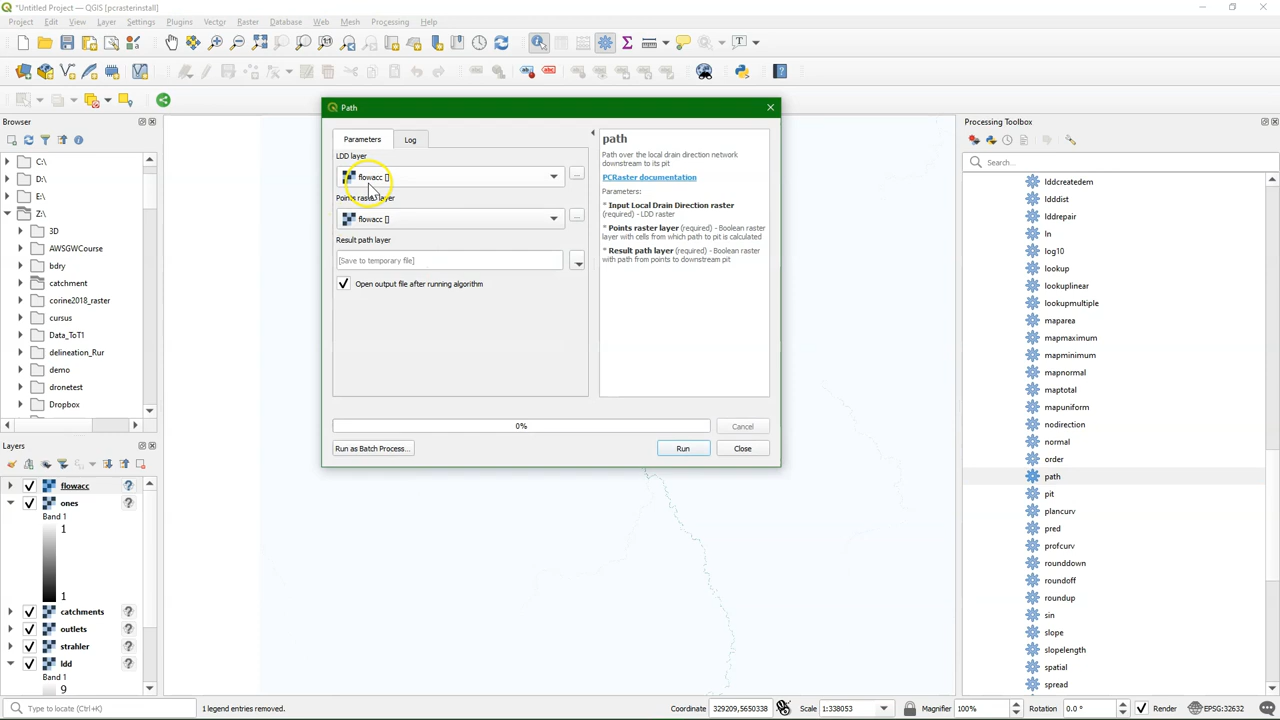 *Untitled Project — QGIS [pcrasterinstall]
Project Edit View Layer Settings Plugins Vector Raster Database Web Mesh Processing Help
Browser
C:\
D:\
E:\
Z:\
3D
AWSGWCourse
bdry
catchment
corine2018_raster
cursus
Data_ToT1
delineation_Rur
demo
dronetest
Dropbox
Layers
flowacc
ones
Band 1
1
1
catchments
outlets
strahler
ldd
Band 1
9
Path
Parameters Log
LDD layer
flowacc []
...
Points raster layer
flowacc []
...
Result path layer
[Save to temporary file]
Open output file after running algorithm
path
Path over the local drain direction network
downstream to its pit
PCRaster documentation
Parameters:
* Input Local Drain Direction raster
(required) - LDD raster
* Points raster layer (required) - Boolean raster
layer with cells from which path to pit is calculated
* Result path layer (required) - Boolean raster
with path from points to downstream pit
0%
Cancel
Run as Batch Process...
Run
Close
Processing Toolbox
Search...
lddcreatedem
ldddist
lddrepair
ln
log10
lookup
lookuplinear
lookupmultiple
maparea
mapmaximum
mapminimum
mapnormal
maptotal
mapuniform
nodirection
normal
order
path
pit
plancurv
pred
profcurv
rounddown
roundoff
roundup
sin
slope
slopelength
spatial
spread
Type to locate (Ctrl+K) 1 legend entries removed. Coordinate 329209,5650338 Scale 1:338053 Magnifier 100% Rotation 0.0 ° Render EPSG:32632